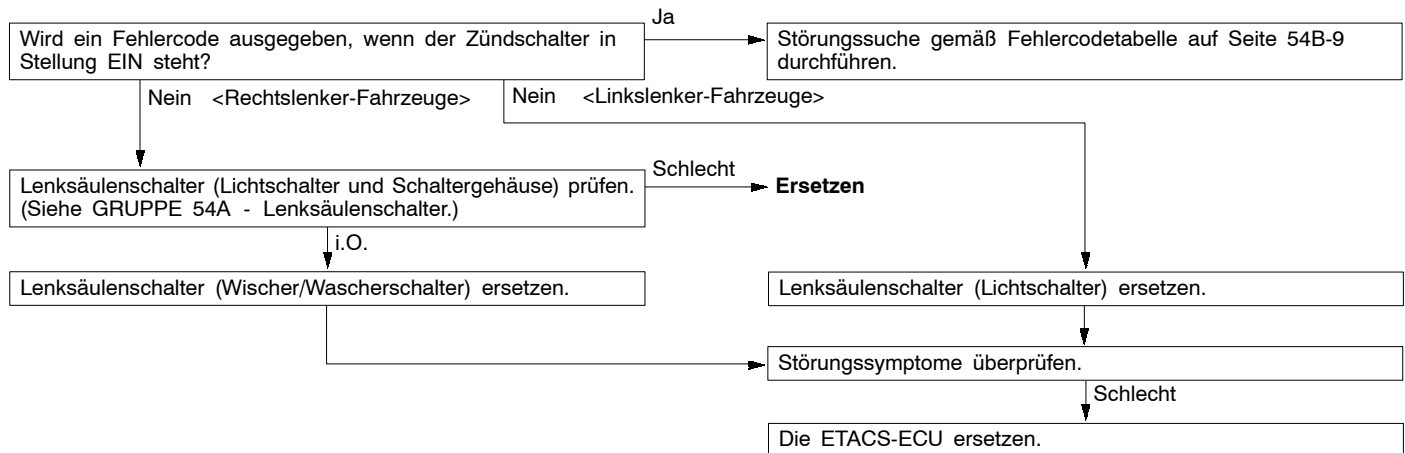 Ja
Wird ein Fehlercode ausgegeben, wenn der Zündschalter in
Stellung EIN steht?
Störungssuche gemäß Fehlercodetabelle auf Seite 54B-9
durchführen.
Nein <Rechtslenker-Fahrzeuge>
Nein <Linkslenker-Fahrzeuge>
Lenksäulenschalter (Lichtschalter und Schaltergehäuse) prüfen.
(Siehe GRUPPE 54A - Lenksäulenschalter.)
Schlecht
Ersetzen
i.O.
Lenksäulenschalter (Wischer/Wascherschalter) ersetzen.
Lenksäulenschalter (Lichtschalter) ersetzen.
Störungssymptome überprüfen.
Schlecht
Die ETACS-ECU ersetzen.